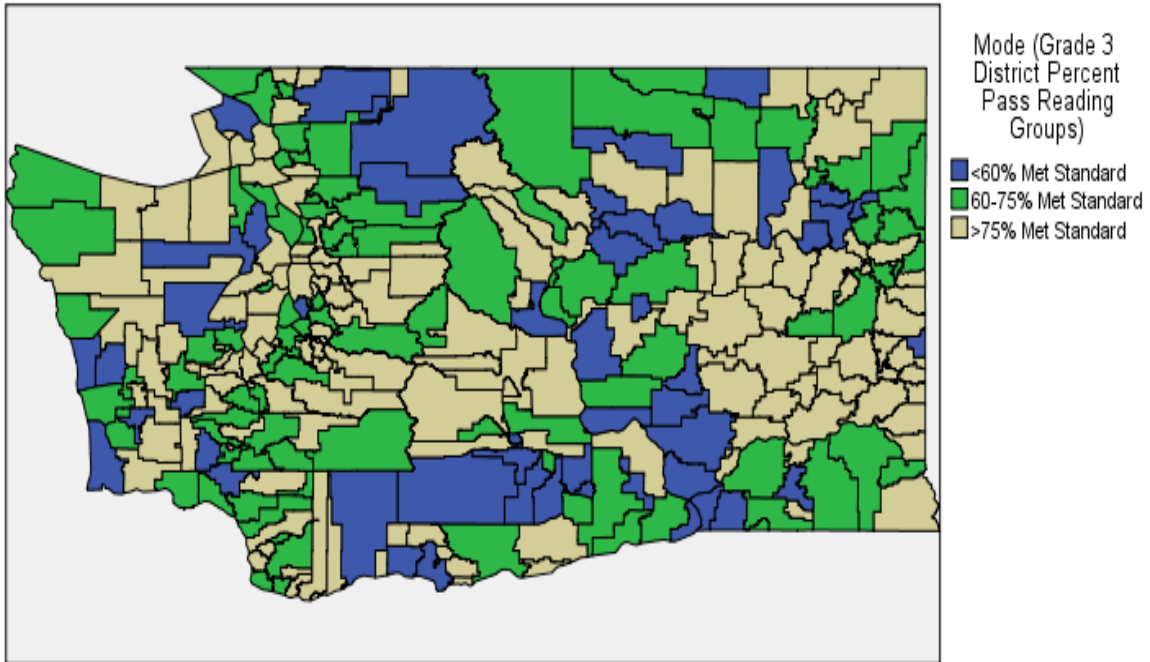 Mode (Grade 3
District Percent
Pass Reading
Groups)
<60% Met Standard
60-75% Met Standard
>75% Met Standard